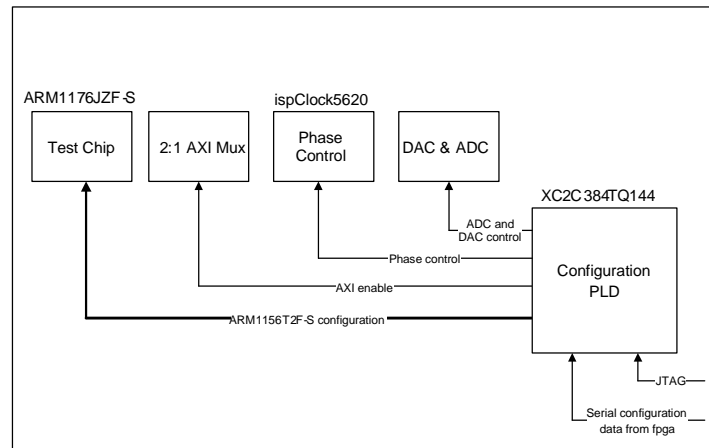 ARM1176JZF-S
ispClock5620
Test Chip
2:1 AXI Mux
Phase
Control
DAC & ADC
XC2C384TQ144
ADC and
DAC control
Phase control
Configuration
PLD
AXI enable
ARM1156T2F-S configuration
JTAG
Serial configuration
data from fpga